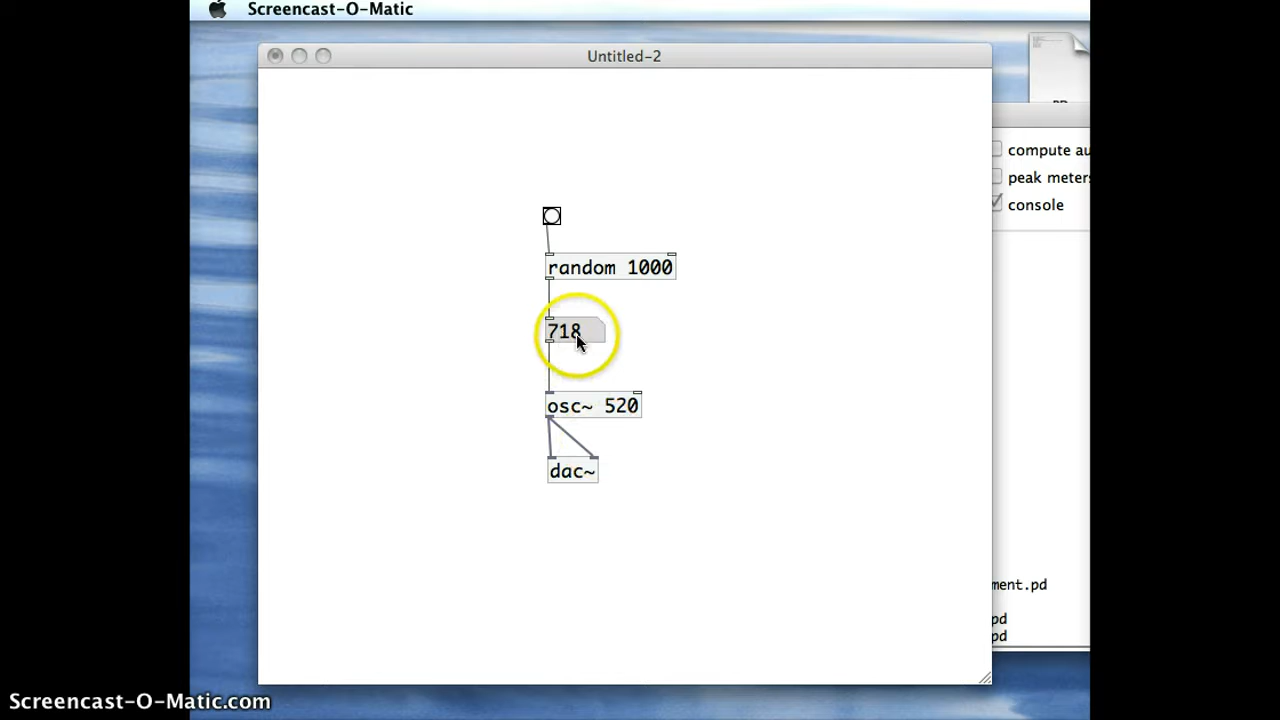 Screencast-O-Matic
Untitled-2
compute au
peak meters
console
random 1000
718
osc~ 520
dac~
ment.pd
pd
pd
Screencast-O-Matic.com